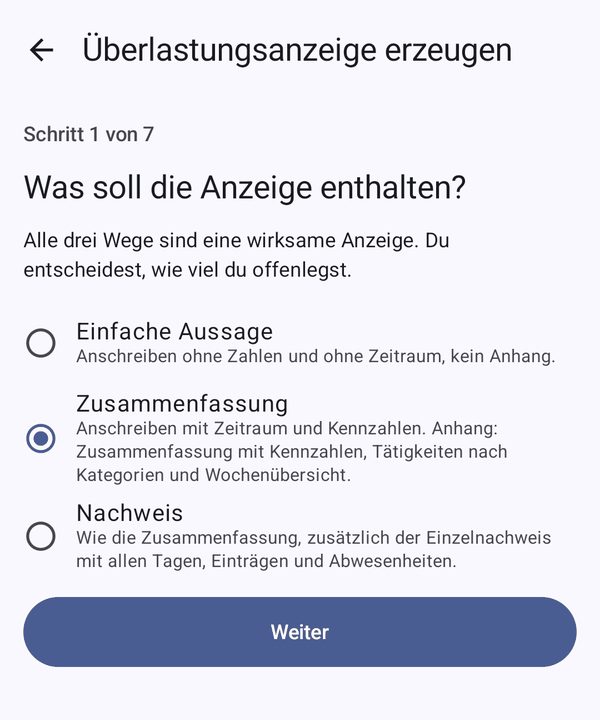 Überlastungsanzeige erzeugen
Schritt 1 von 7
Was soll die Anzeige enthalten?
Alle drei Wege sind eine wirksame Anzeige. Du
entscheidest, wie viel du offenlegst.
Einfache Aussage
Anschreiben ohne Zahlen und ohne Zeitraum, kein Anhang.
Zusammenfassung
Anschreiben mit Zeitraum und Kennzahlen. Anhang:
Zusammenfassung mit Kennzahlen, Tätigkeiten nach
Kategorien und Wochenübersicht.
Nachweis
Wie die Zusammenfassung, zusätzlich der Einzelnachweis
mit allen Tagen, Einträgen und Abwesenheiten.
Weiter